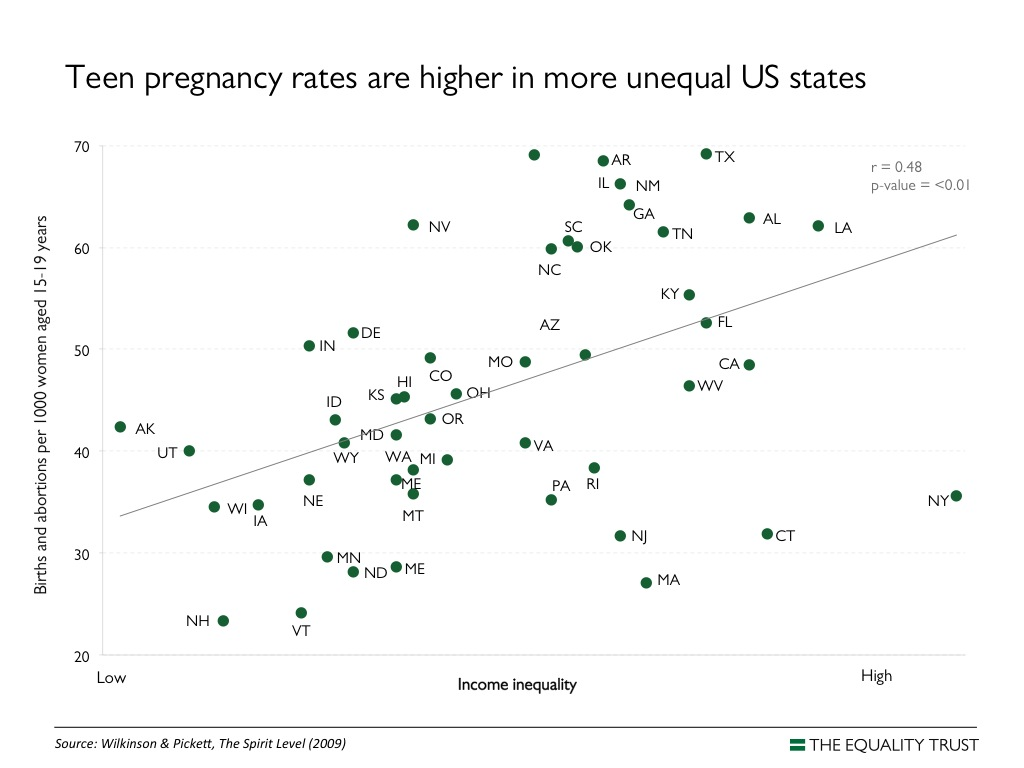 Teen pregnancy rates are higher in more unequal US states
Births and abortions per 1000 women aged 15-19 years
70
60
50
40
30
20
r = 0.48
p-value = <0.01
AR
TX
IL
NM
GA
AL
LA
NV
SC
TN
OK
NC
KY
AZ
FL
DE
IN
MO
CO
CA
HI
KS
OH
WV
ID
OR
AK
MD
UT
WY
WA
MI
VA
ME
PA
RI
NE
NY
WI
IA
MT
NJ
CT
MN
ND
ME
MA
NH
VT
Low
High
Income inequality
Source: Wilkinson & Pickett, The Spirit Level (2009)
THE EQUALITY TRUST